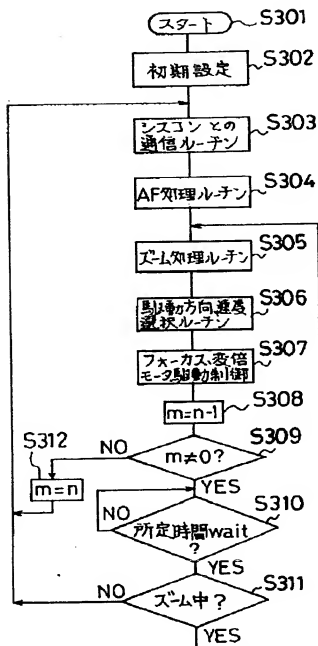 スタート
S301
初期設定
S302
シスコンとの
通信ルーチン
S303
AF処理ルーチン
S304
ズーム処理ルーチン
S305
駆動方向,速度
選択ルーチン
S306
フォーカス,変倍
モータ駆動制御
S307
m=n-1
S308
m≠0?
S309
NO
YES
S312
m=n
所定時間wait
?
S310
NO
YES
ズーム中?
S311
NO
YES